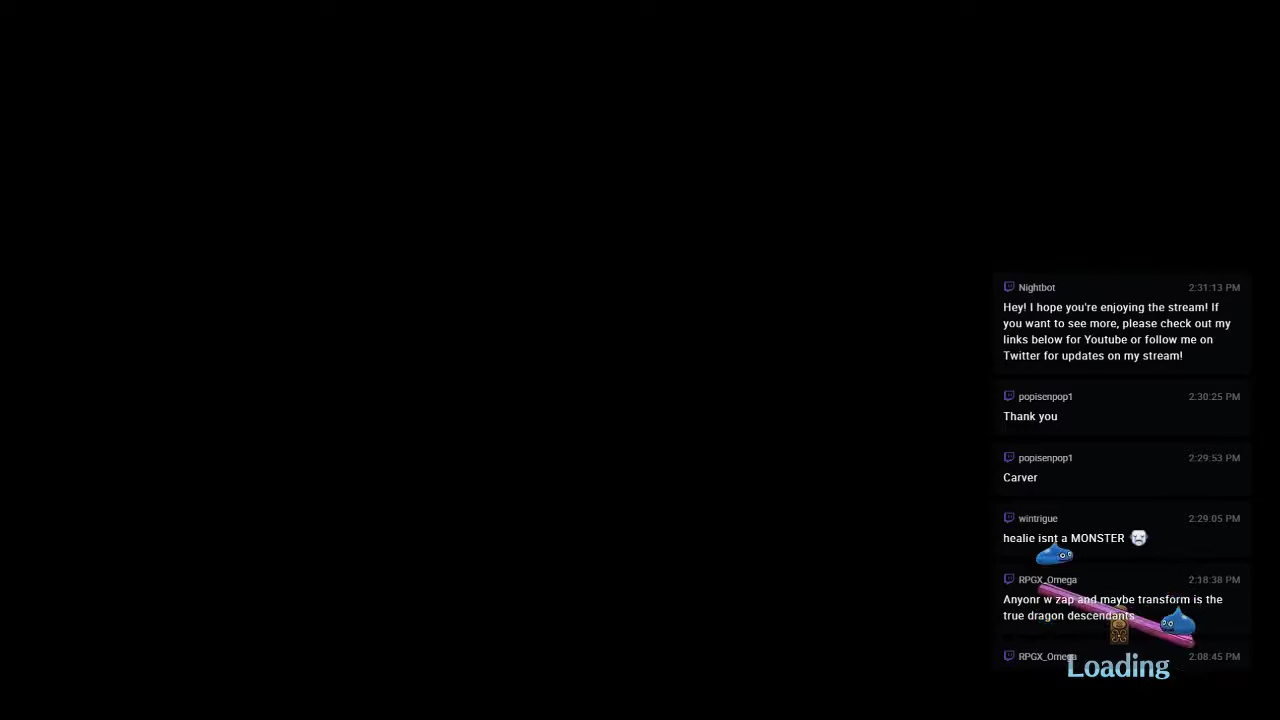 Nightbot 2:31:13 PM
Hey! I hope you're enjoying the stream! If
you want to see more, please check out my
links below for Youtube or follow me on
Twitter for updates on my stream!
popisenpop1 2:30:25 PM
Thank you
popisenpop1 2:29:53 PM
Carver
wintrigue 2:29:05 PM
healie isnt a MONSTER
RPGX_Omega 2:18:38 PM
Anyonr w zap and maybe transform is the
true dragon descendants
RPGX_Omega 2:08:45 PM
Loading